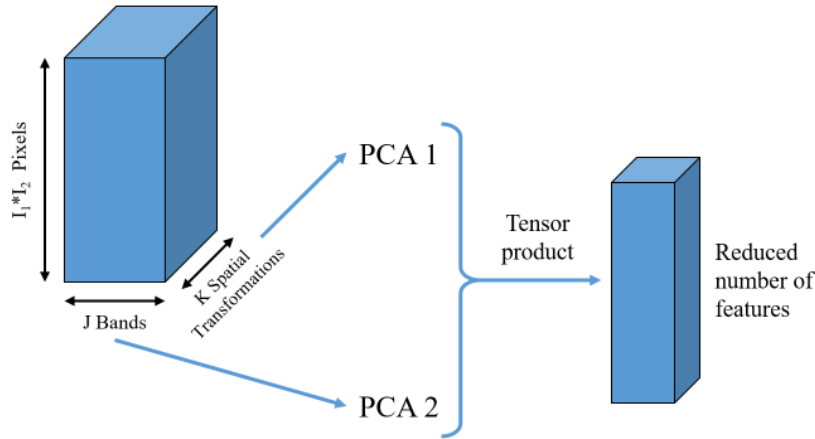 I₁*I₂ Pixels
J Bands
K Spatial
Transformations
PCA 1
PCA 2
Tensor
product
Reduced
number of
features